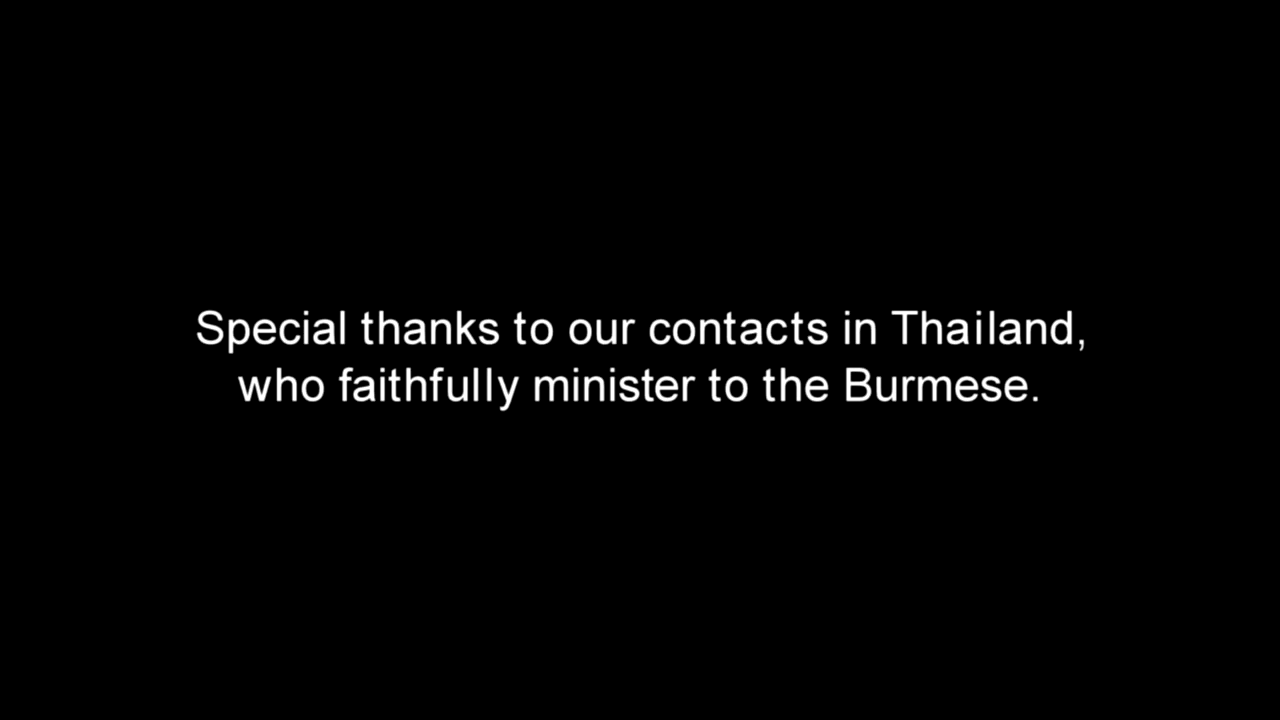 Special thanks to our contacts in Thailand,
who faithfully minister to the Burmese.